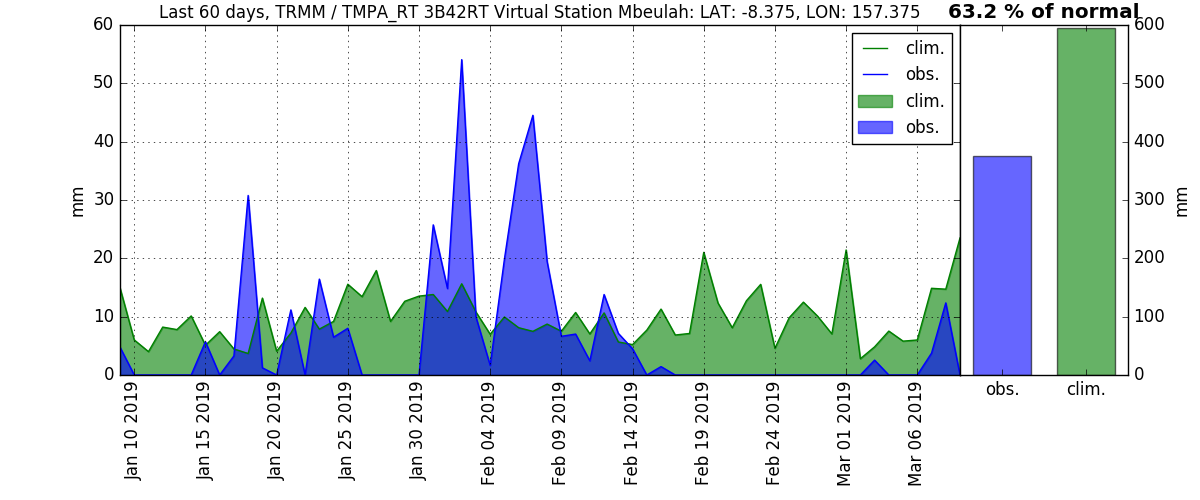 Last 60 days, TRMM / TMPA_RT 3B42RT Virtual Station Mbeulah: LAT: -8.375, LON: 157.375
63.2 % of normal
60
50
40
30
20
10
0
mm
clim.
obs.
clim.
obs.
600
500
400
300
200
100
0
mm
Jan 10 2019
Jan 15 2019
Jan 20 2019
Jan 25 2019
Jan 30 2019
Feb 04 2019
Feb 09 2019
Feb 14 2019
Feb 19 2019
Feb 24 2019
Mar 01 2019
Mar 06 2019
obs.
clim.